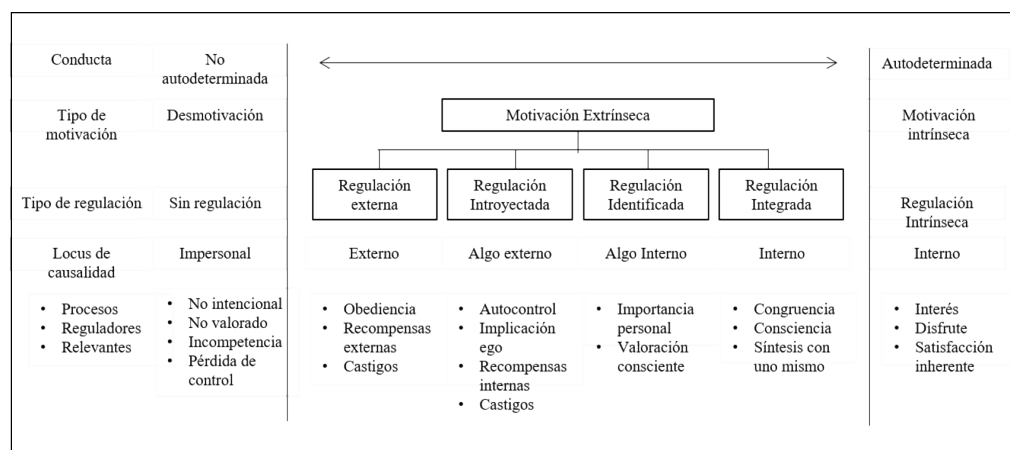 Conducta
No
autodeterminada
Autodeterminada
Tipo de
motivación
Desmotivación
Motivación Extrínseca
Motivación
intrínseca
Tipo de regulación
Sin regulación
Regulación
externa
Regulación
Introyectada
Regulación
Identificada
Regulación
Integrada
Regulación
Intrínseca
Locus de
causalidad
Impersonal
Externo
Algo externo
Algo Interno
Interno
Interno
• Procesos
• Reguladores
• Relevantes
• No intencional
• No valorado
• Incompetencia
• Pérdida de
control
• Obediencia
• Recompensas
externas
• Castigos
• Autocontrol
• Implicación
ego
• Recompensas
internas
• Castigos
• Importancia
personal
• Valoración
consciente
• Congruencia
• Consciencia
• Síntesis con
uno mismo
• Interés
• Disfrute
• Satisfacción
inherente